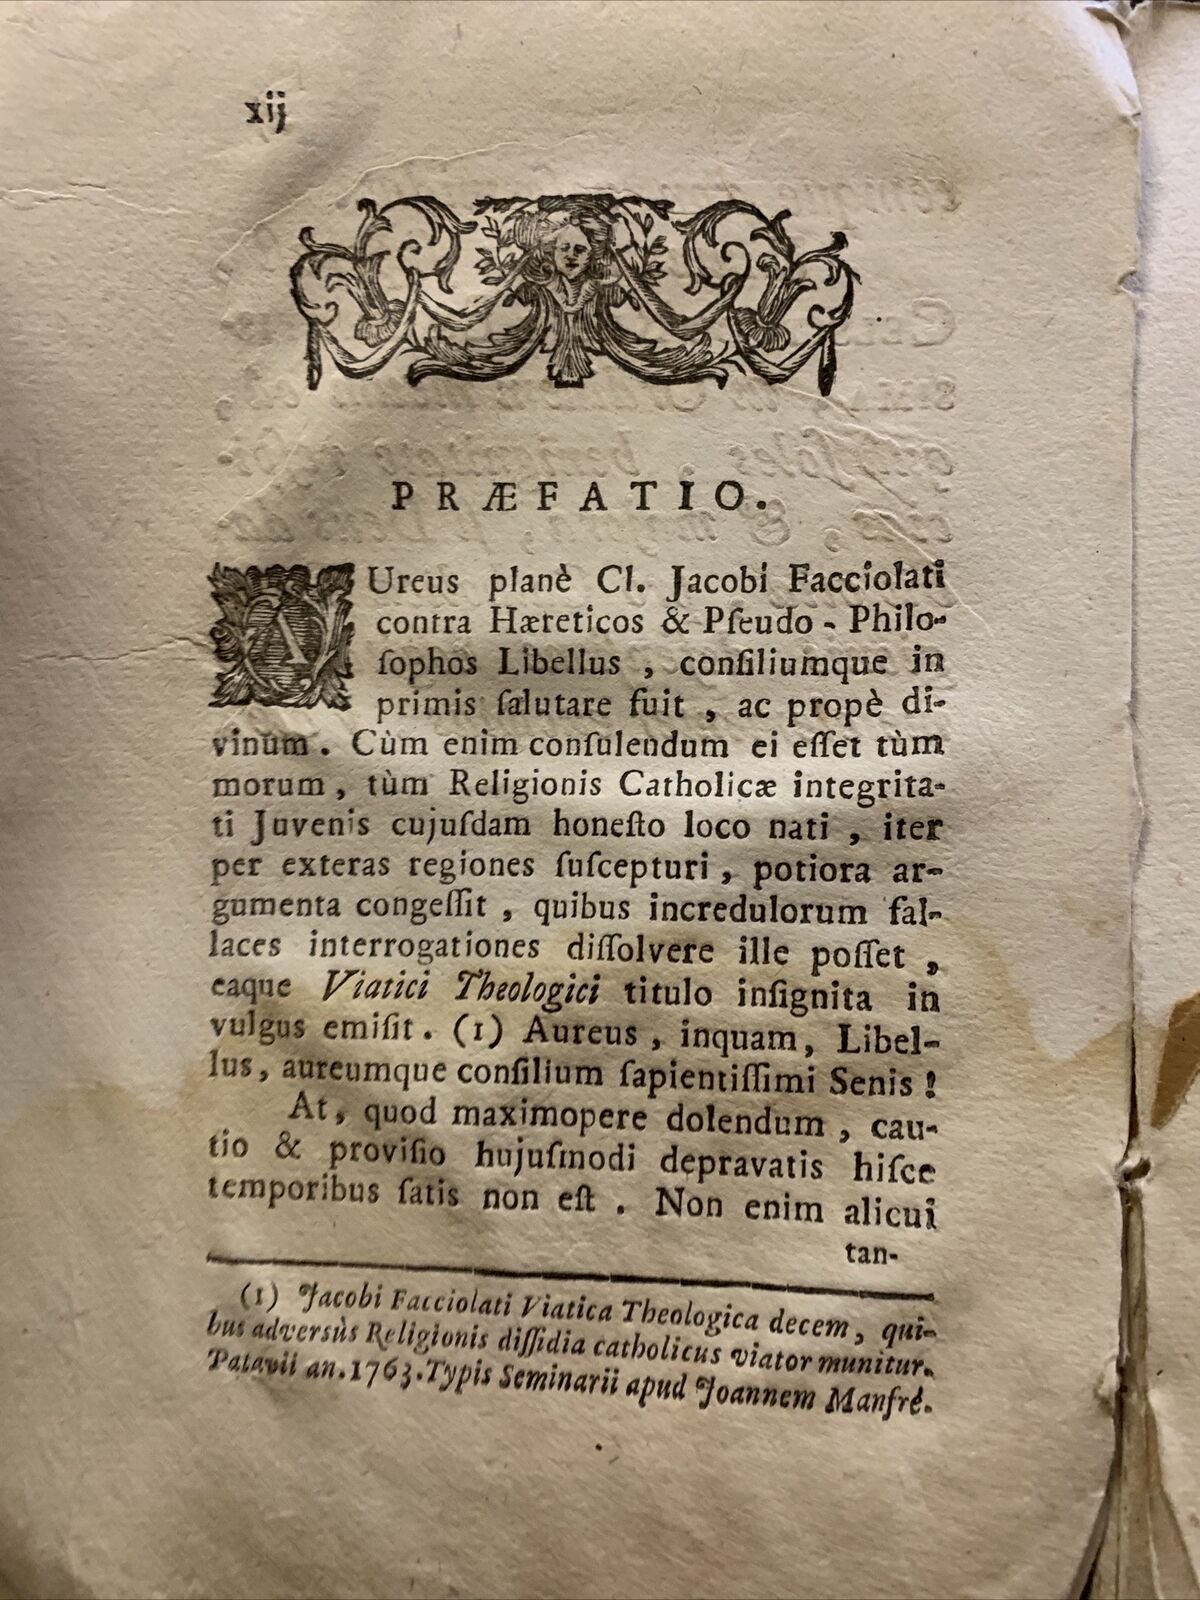 xij
PRÆFATIO.
AUreus planè Cl. Jacobi Facciolati
contra Hæreticos & Pſeudo-Philo-
ſophos Libellus, conſiliumque in
primis ſalutare fuit, ac propè di-
vinum. Cùm enim conſulendum ei eſſet tùm
morum, tùm Religionis Catholicæ integrita-
ti Juvenis cujuſdam honeſto loco nati, iter
per exteras regiones ſuſcepturi, potiora ar-
gumenta congeſſit, quibus incredulorum fal-
laces interrogationes diſſolvere ille poſſet,
eaque Viatici Theologici titulo inſignita in
vulgus emiſit. (1) Aureus, inquam, Libel-
lus, aureumque conſilium ſapientiſſimi Senis!
At, quod maximopere dolendum, cau-
tio & proviſio hujuſmodi depravatis hiſce
temporibus ſatis non eſt. Non enim alicui
tan-
(1) Jacobi Facciolati Viatica Theologica decem, qui-
bus adversùs Religionis diſſidia catholicus viator munitur.
Patavii an. 1763. Typis Seminarii apud Joannem Manfrè.